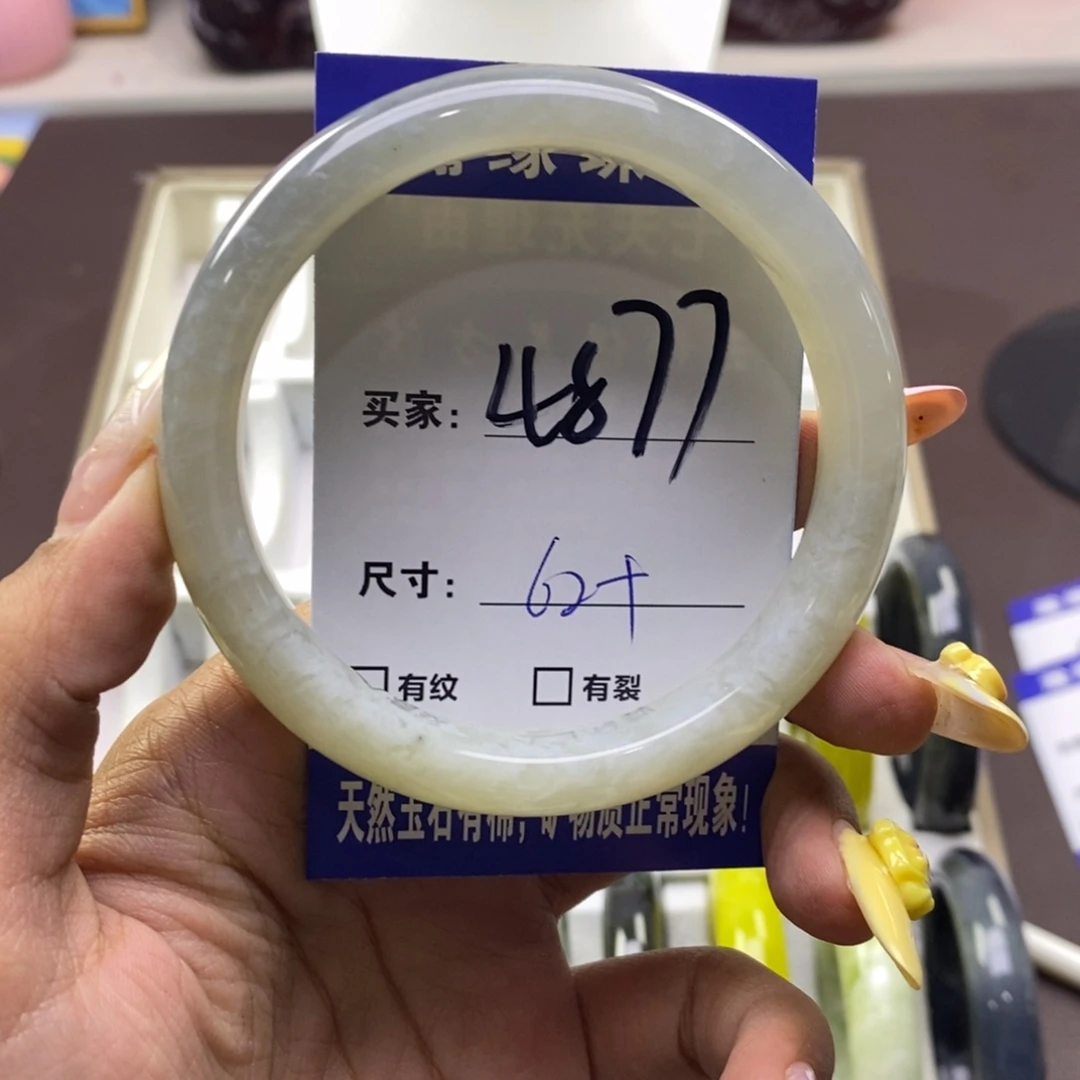 缘
买家：4877
尺寸：62+
有纹 有裂
天然玉石有棉，矿物质正常现象！